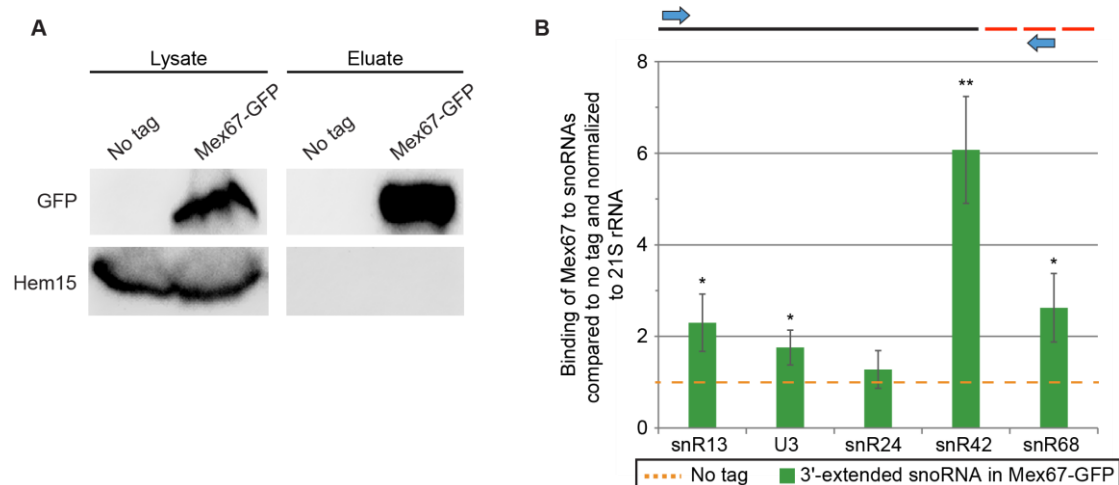 A
Lysate
Eluate
No tag
Mex67-GFP
No tag
Mex67-GFP
GFP
Hem15
B
Binding of Mex67 to snoRNAs
compared to no tag and normalized
to 21S rRNA
8
6
4
2
0
*
*
**
*
snR13
U3
snR24
snR42
snR68
No tag
3'-extended snoRNA in Mex67-GFP